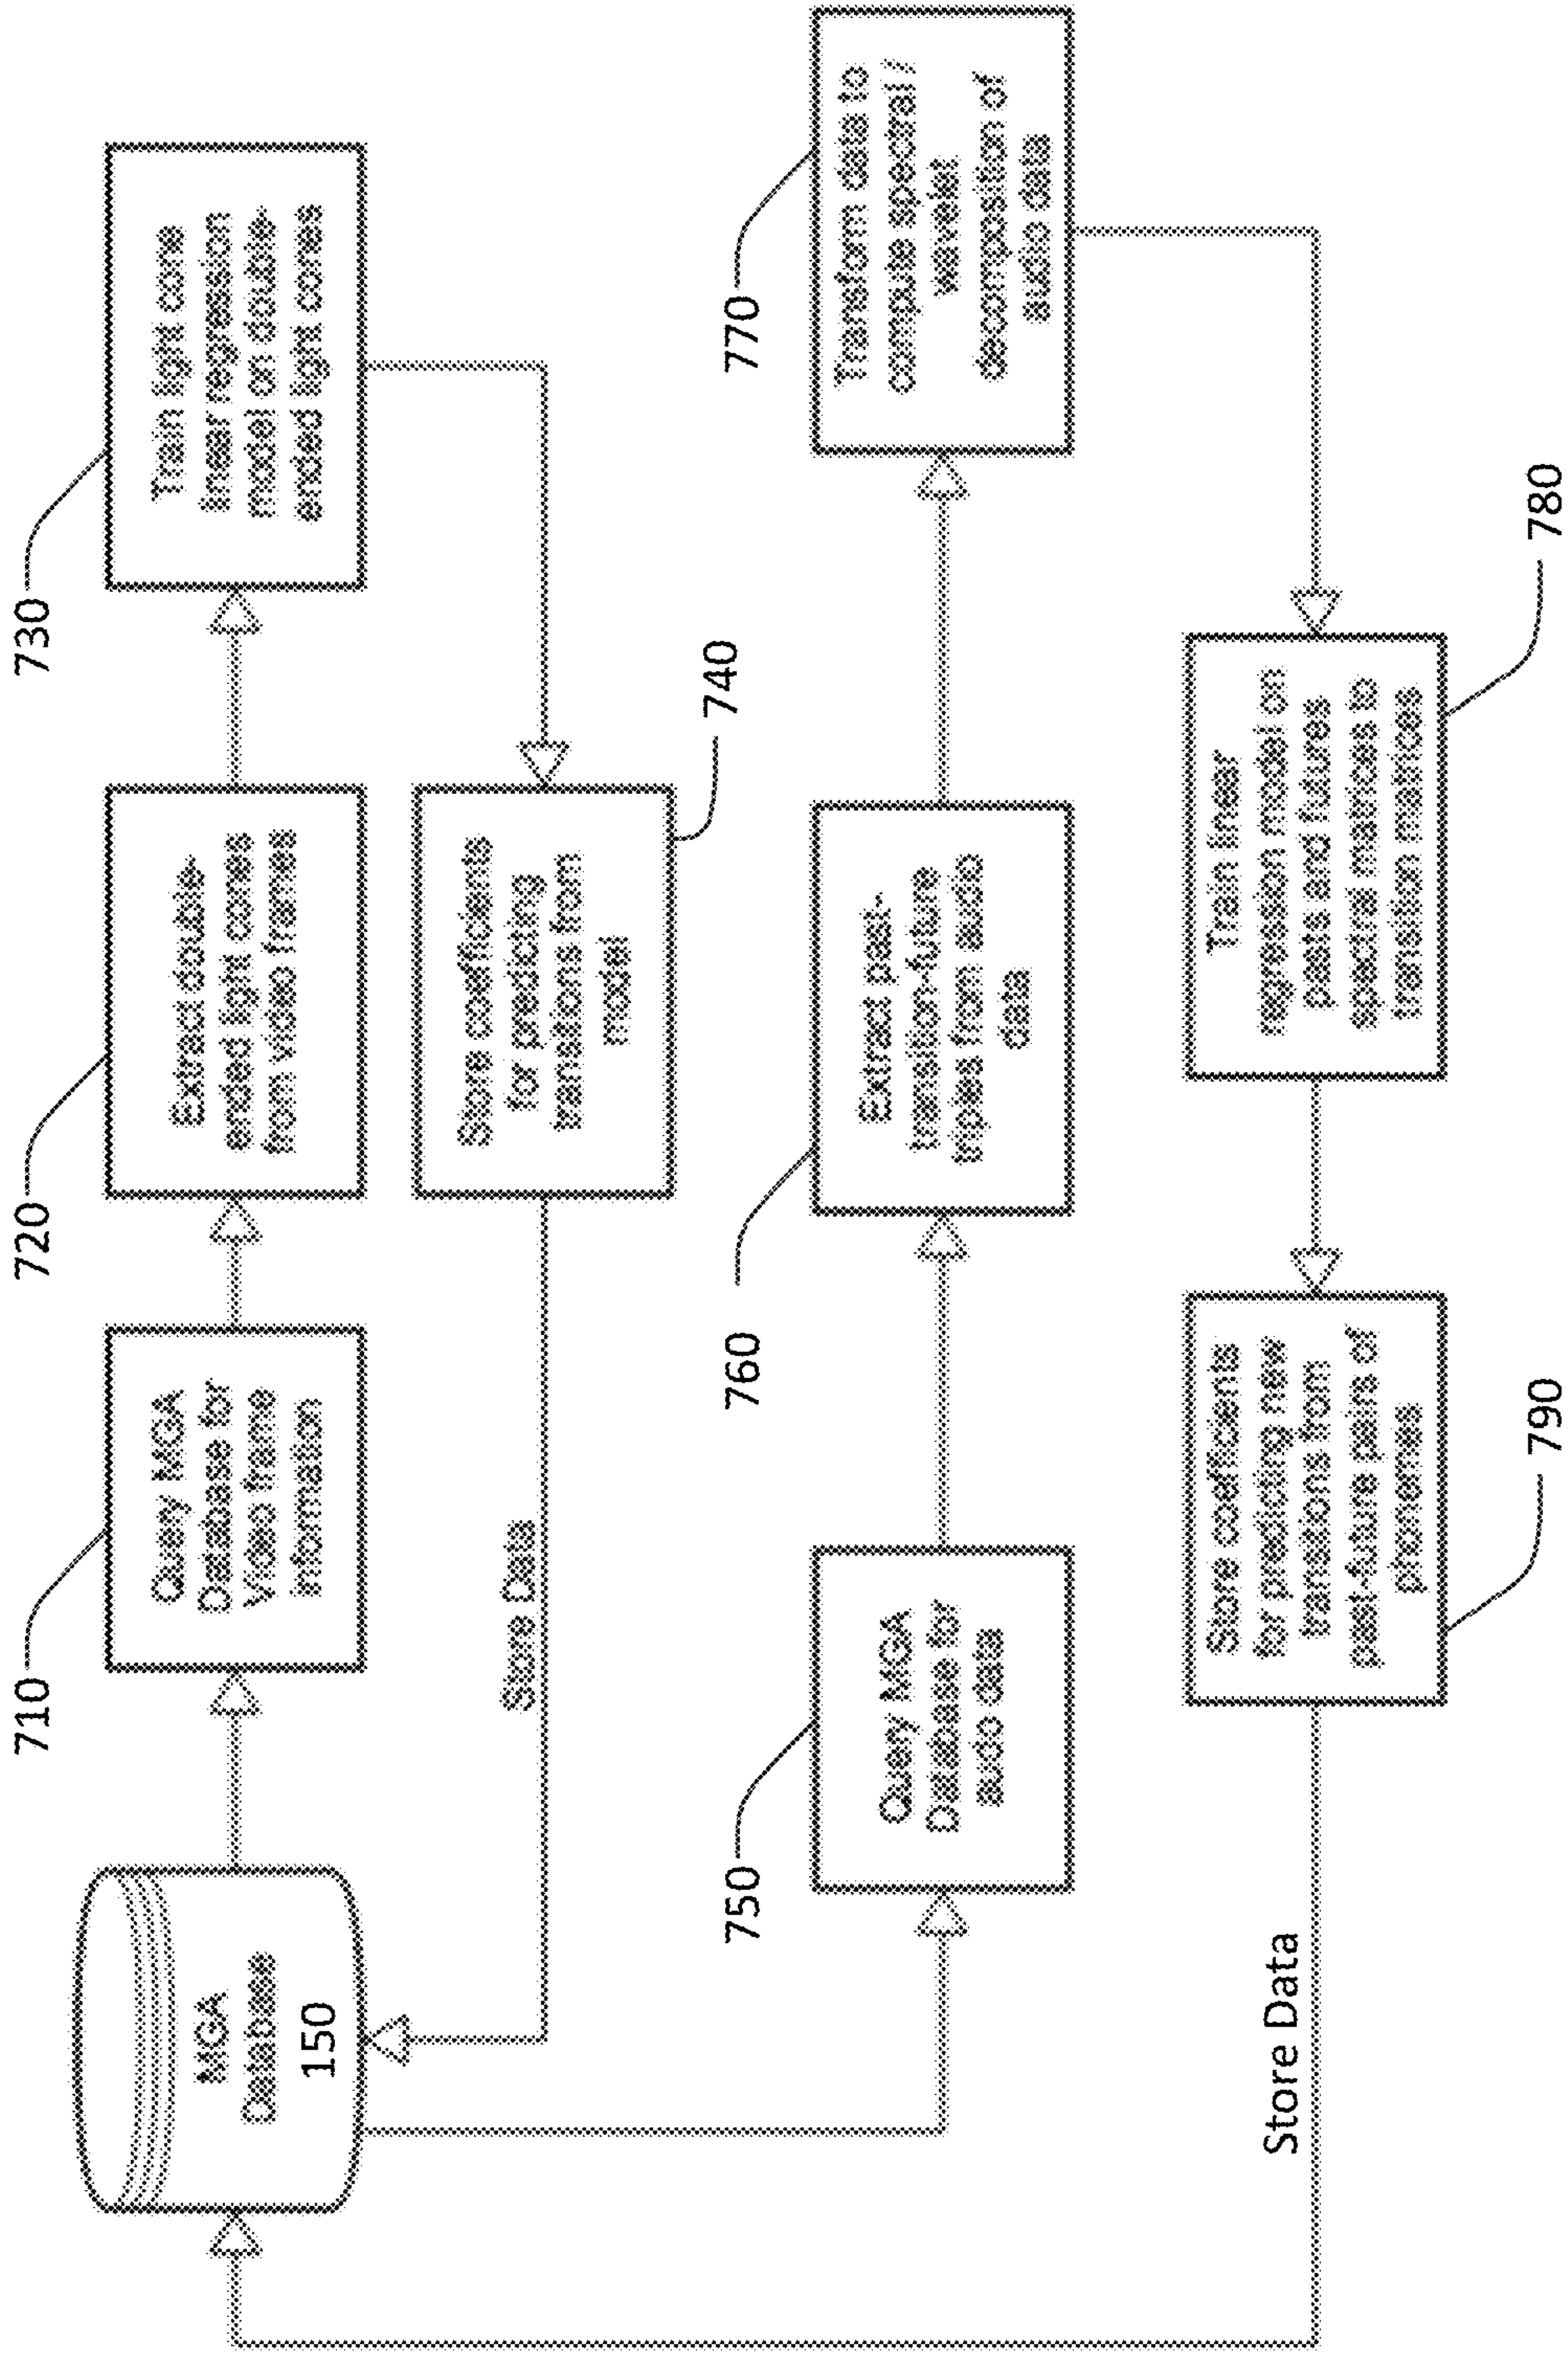 710
720
730
MGA
Database
150
Query MGA
Database for
Video frame
information
Extract double-
ended light cones
from video frames
Train light cone
linear regression
model on double-
ended light cones
Store Data
Store coefficients
for predicting
transitions from
model
740
750
760
770
Query MGA
Database for
audo data
Extract past-
transition-future
triples from audio
data
Transform data to
compute spectral /
wavelet
decomposition of
audio data
Store Data
Store coefficients
for predicting new
transitions from
past-future pairs of
phonemes
Train linear
regression model on
pasts and futures
spectral matrices to
transition matrices
790
780